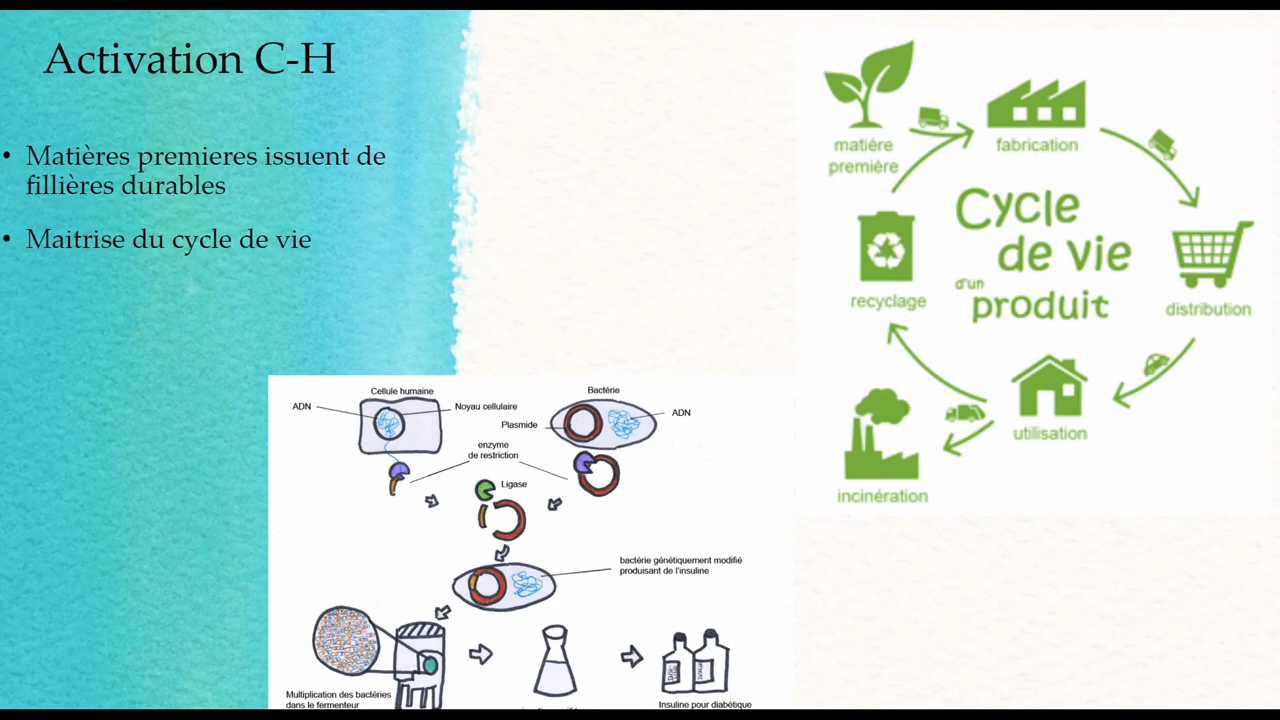 Activation C-H
• Matières premieres issuent de
fillières durables
• Maitrise du cycle de vie
matière
première
fabrication
Cycle
de vie
d'un
produit
recyclage
distribution
utilisation
incinération
Cellule humaine
Bactérie
ADN
Noyau cellulaire
ADN
Plasmide
enzyme
de restriction
Ligase
bactérie génétiquement modifié
produisant de l'insuline
Multiplication des bactéries
dans le fermenteur
Insuline pour diabétique